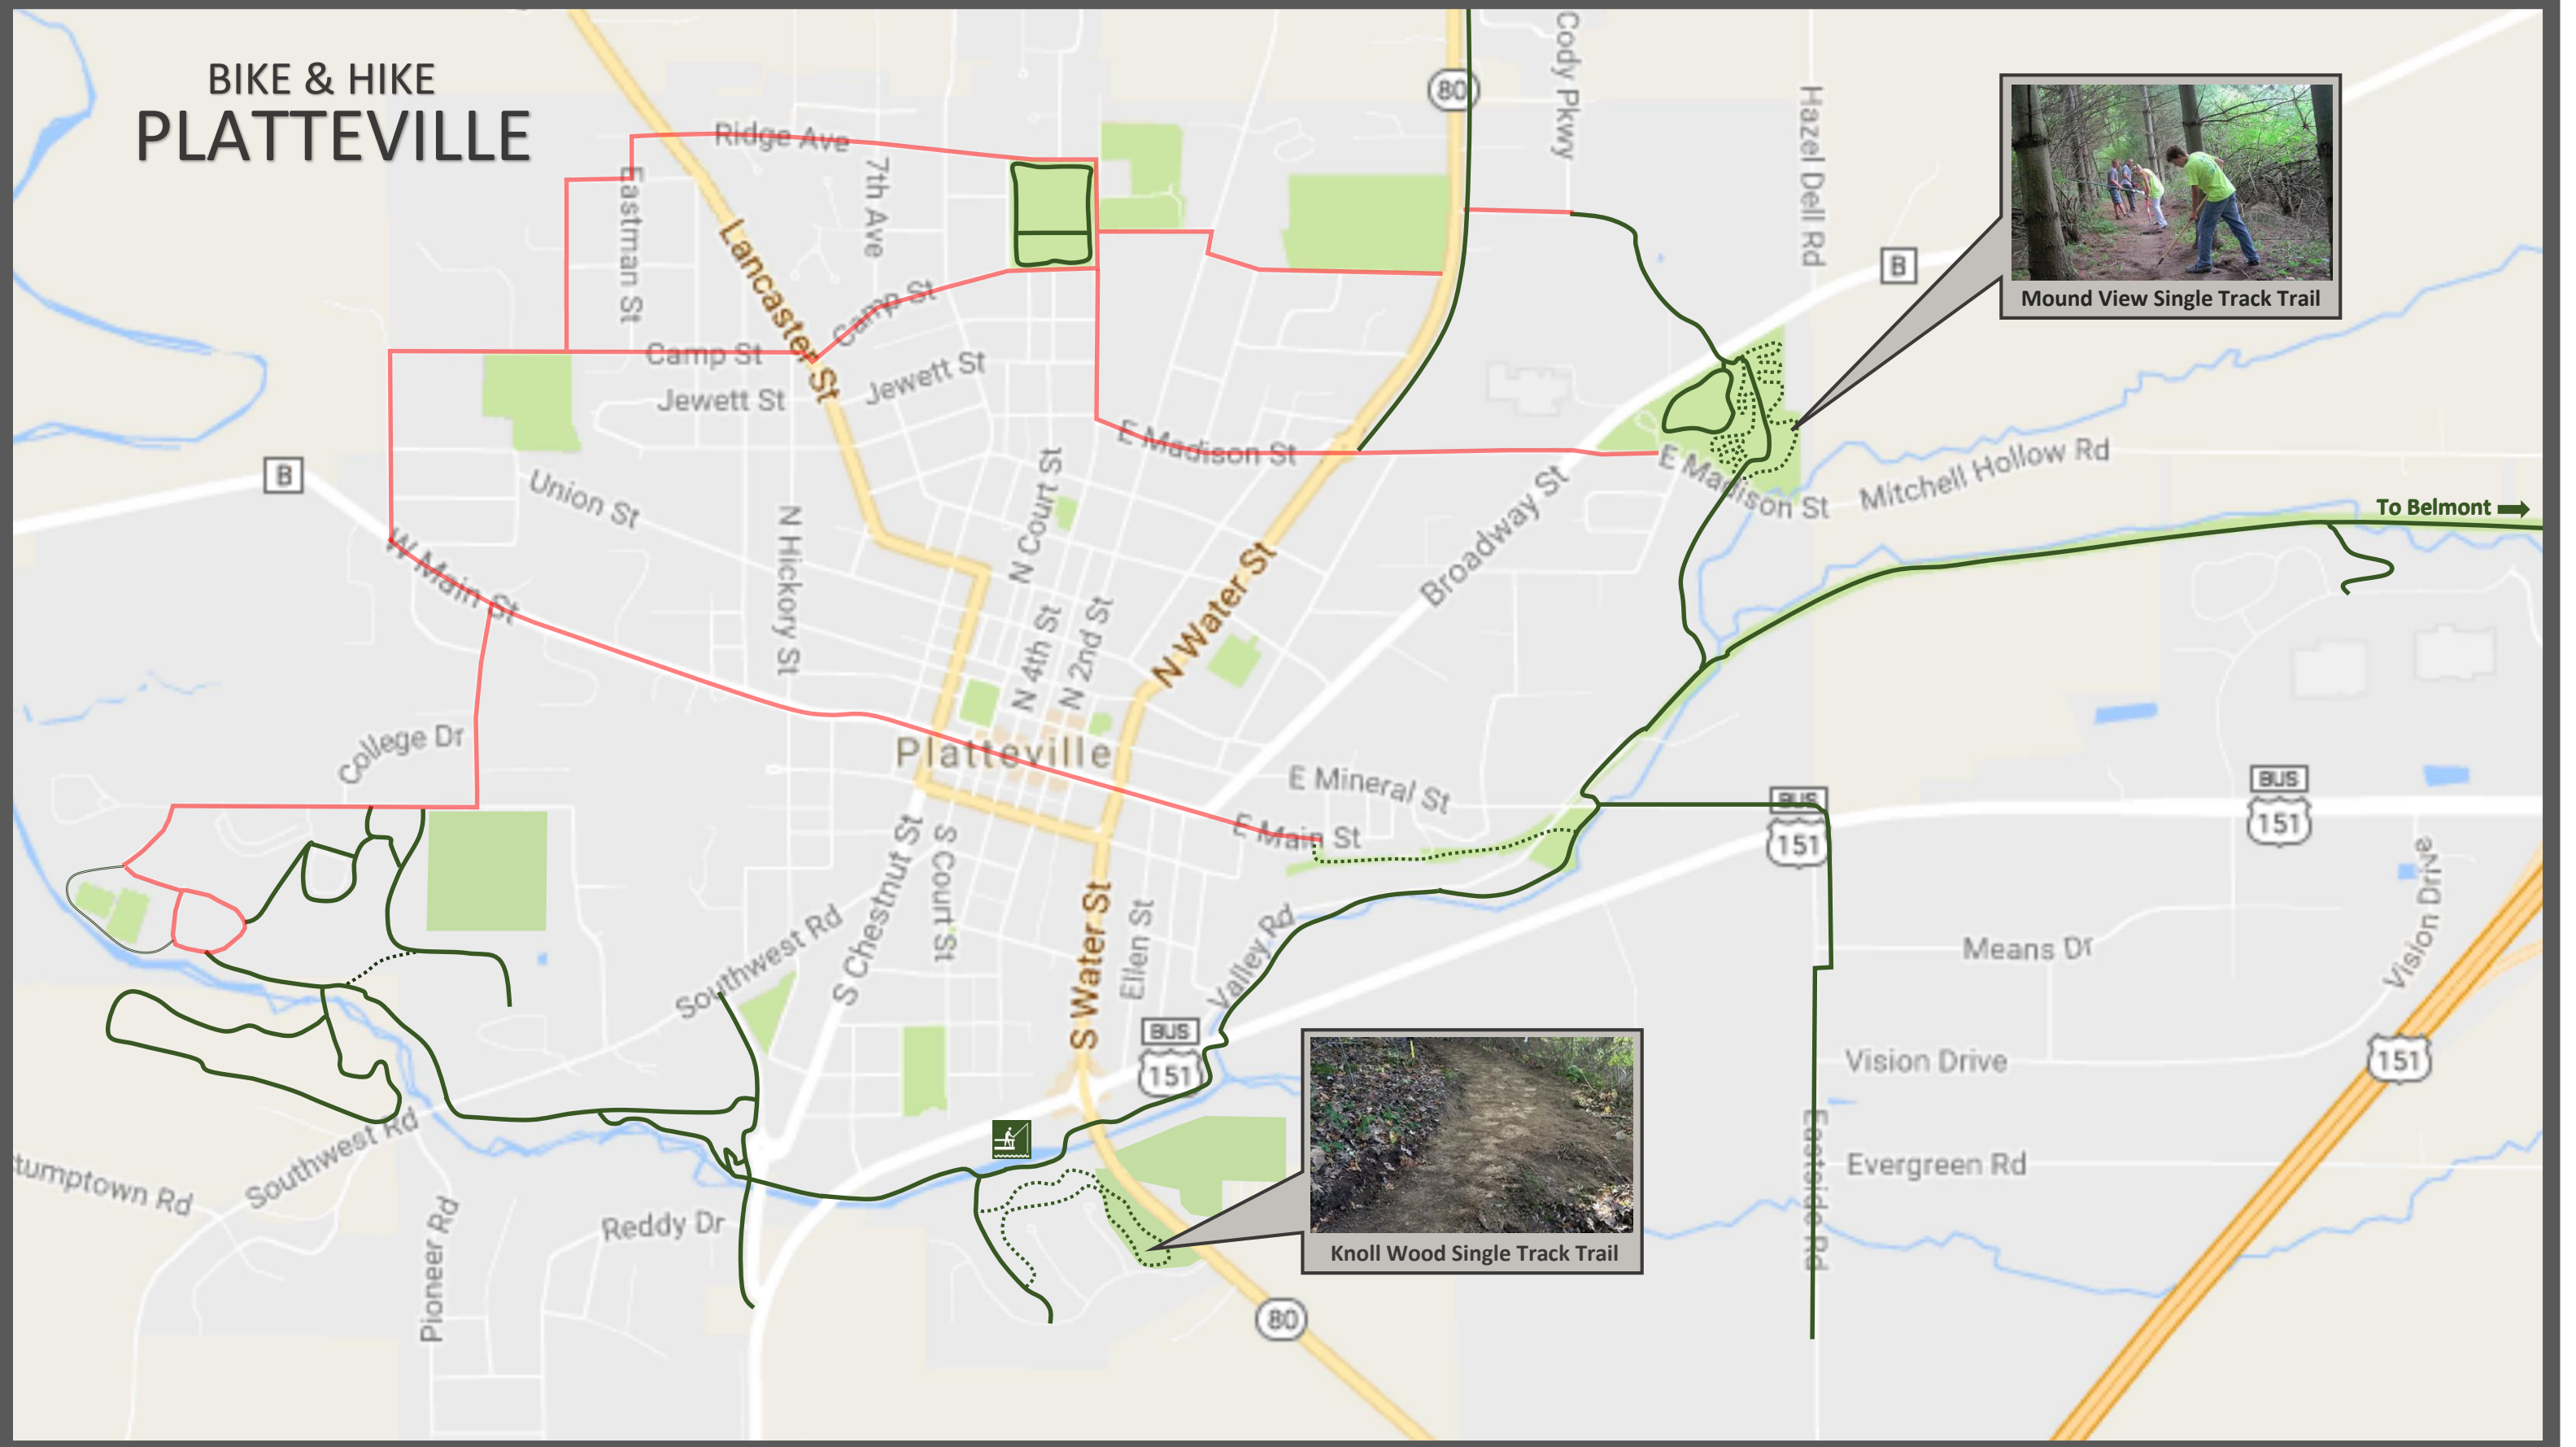 BIKE & HIKE
PLATTEVILLE
80
Cody Pkwy
Hazel Dell Rd
B
Mound View Single Track Trail
Ridge Ave
7th Ave
Eastman St
Lancaster St
Camp St
Camp St
Jewett St
Jewett St
E Madison St
E Madison St
Mitchell Hollow Rd
To Belmont
B
Union St
N Hickory St
N Court St
Broadway St
W Main St
N 4th St
N 2nd St
N Water St
College Dr
Platteville
E Mineral St
E Main St
BUS
151
BUS
151
Southwest Rd
S Chestnut St
S Court St
S Water St
Ellen St
Valley Rd
Means Dr
Vision Drive
BUS
151
151
Vision Drive
Southwest Rd
Eastside Rd
Evergreen Rd
Pioneer Rd
Reddy Dr
Knoll Wood Single Track Trail
80